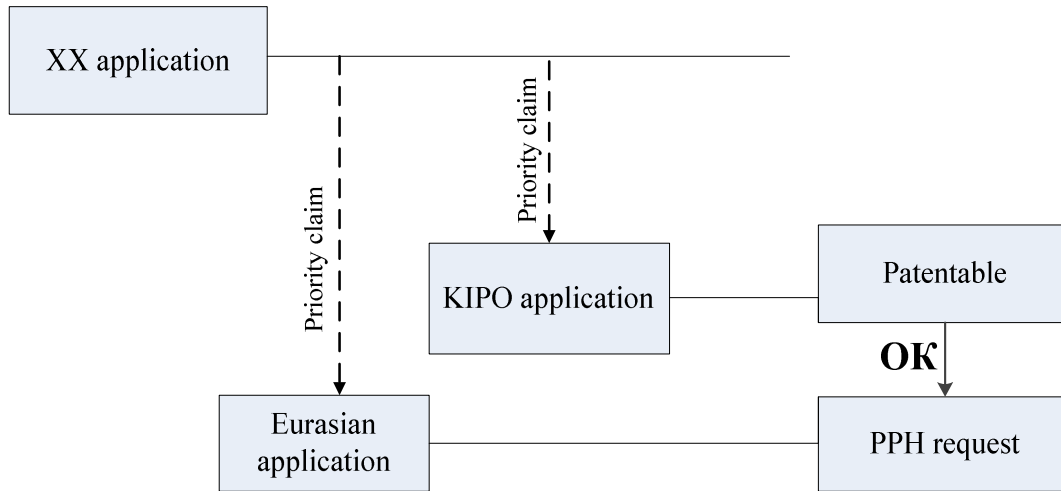 XX application
Priority claim
Priority claim
KIPO application
Patentable
OK
Eurasian
application
PPH request